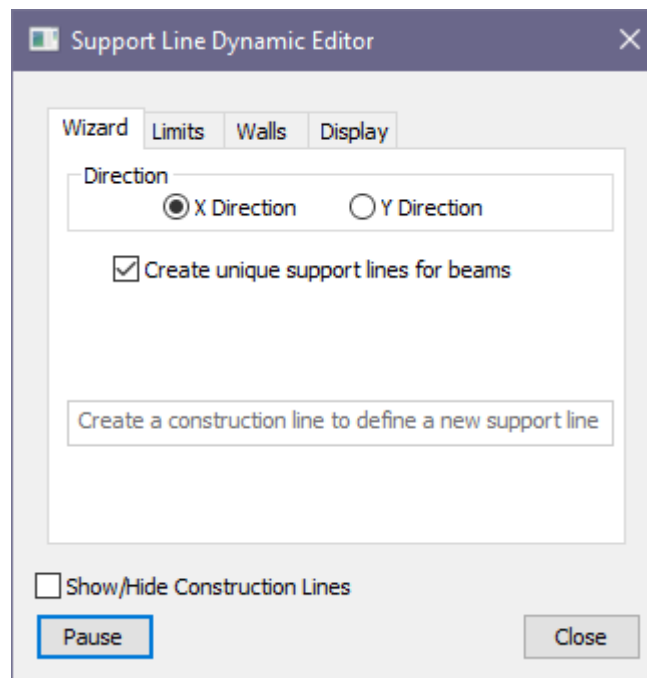 Support Line Dynamic Editor
Wizard Limits Walls Display
Direction
X Direction Y Direction
Create unique support lines for beams
Create a construction line to define a new support line
Show/Hide Construction Lines
Pause Close